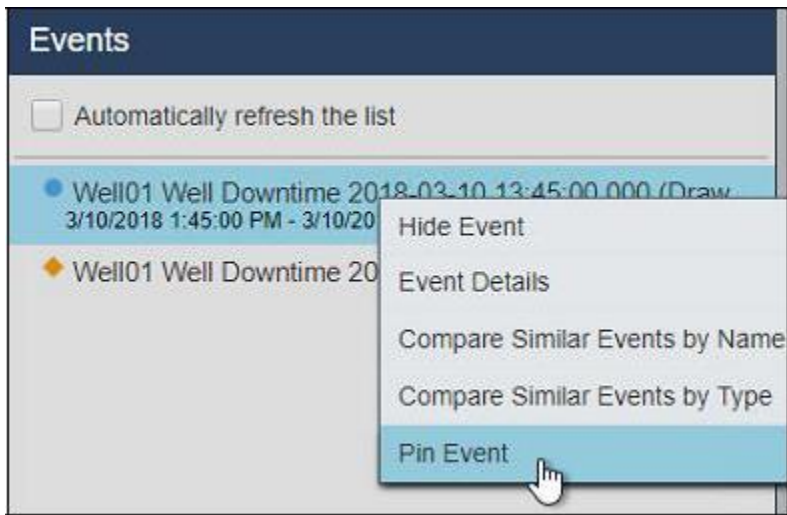 Events
Automatically refresh the list
Well01 Well Downtime 2018-03-10 13:45:00.000 (Draw
3/10/2018 1:45:00 PM - 3/10/20
Hide Event
Well01 Well Downtime 20
Event Details
Compare Similar Events by Name
Compare Similar Events by Type
Pin Event